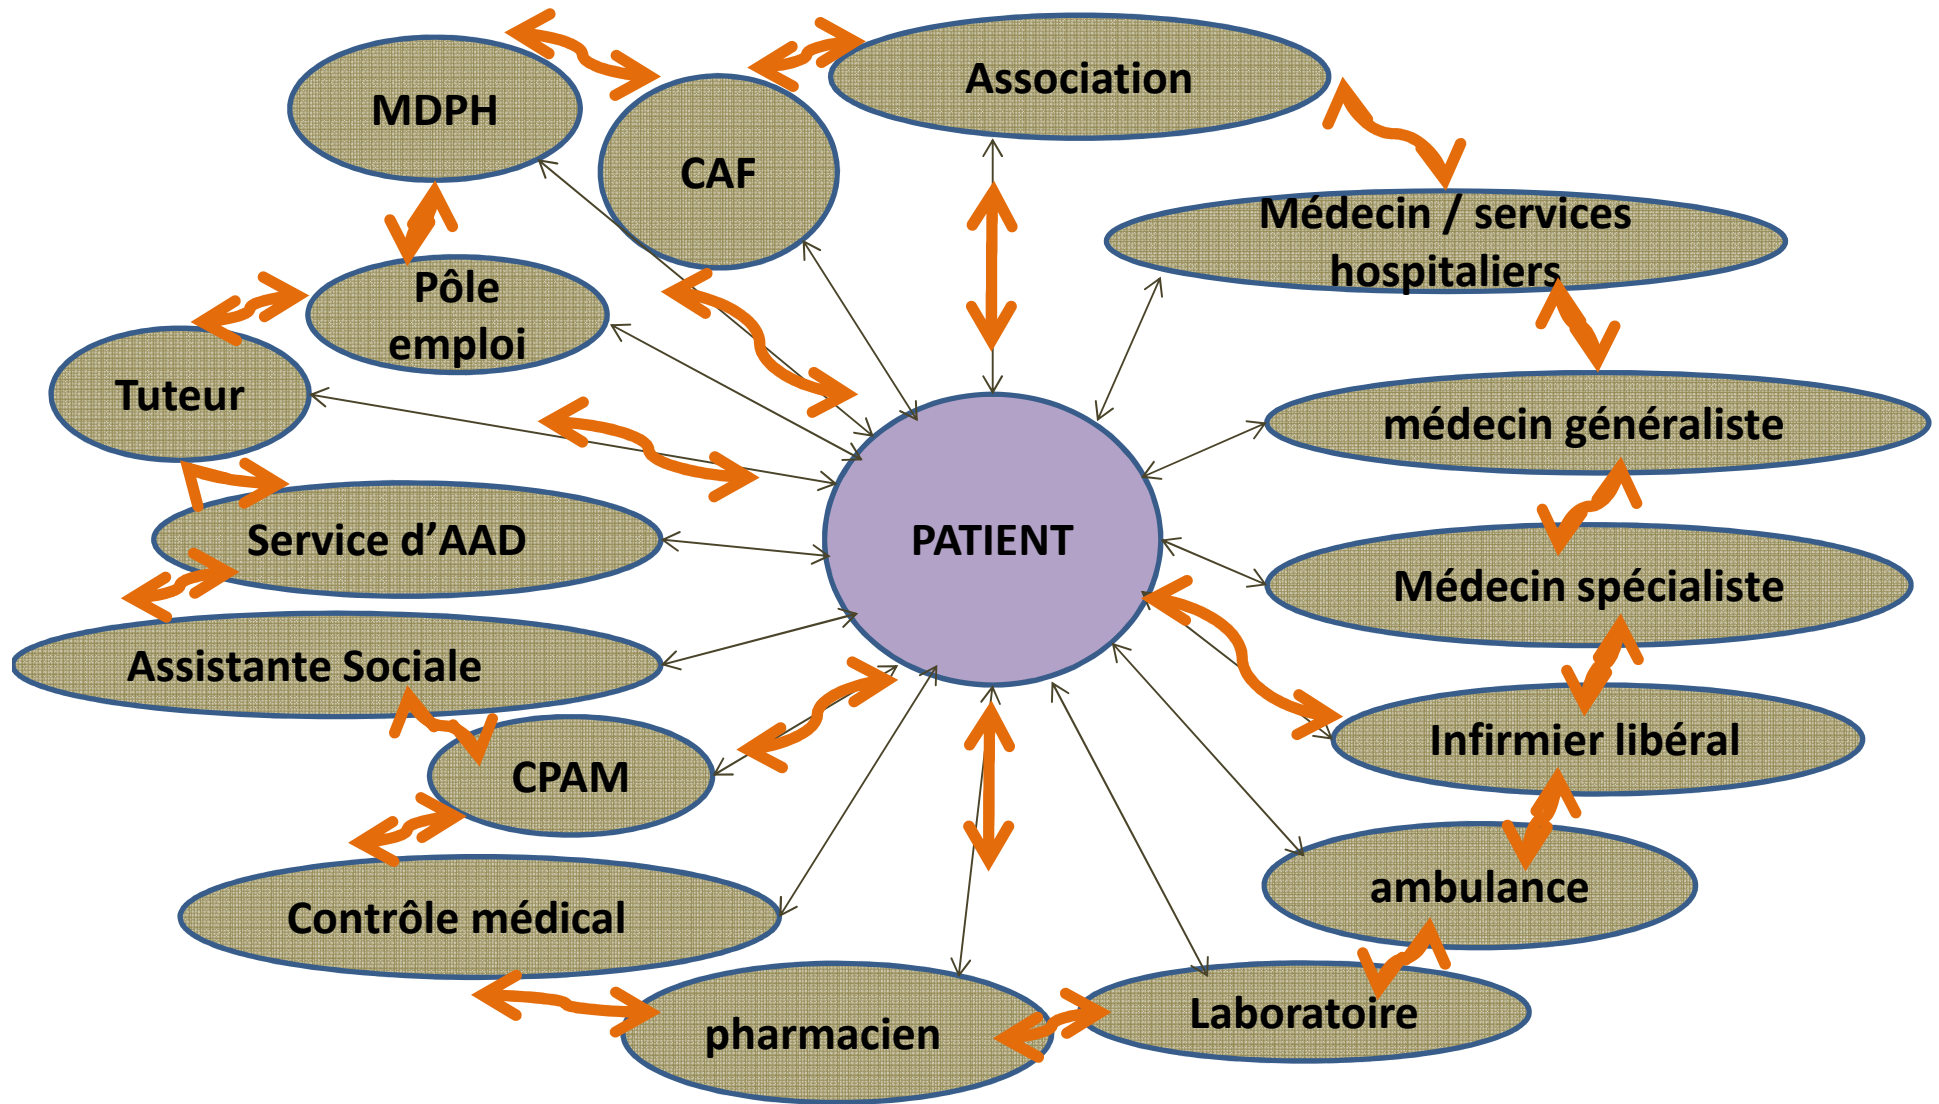 Association
MDPH
CAF
Médecin / services
hospitaliers
Pôle
emploi
Tuteur
médecin généraliste
Service d’AAD
PATIENT
Médecin spécialiste
Assistante Sociale
Infirmier libéral
CPAM
ambulance
Contrôle médical
Laboratoire
pharmacien